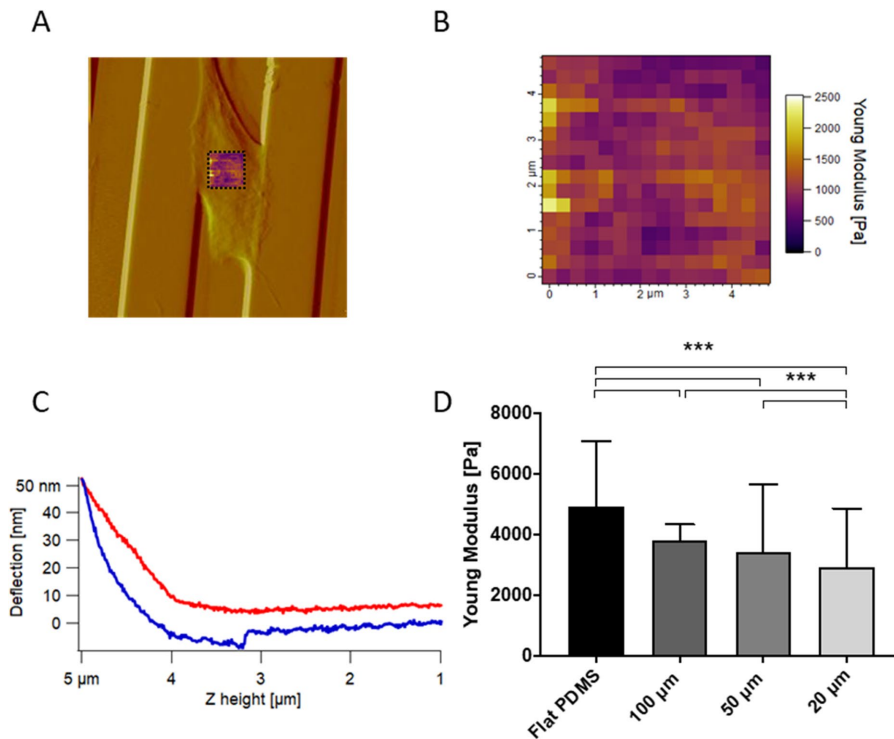 A
B
4
3
2 µm
1
0
0
1
2 µm
3
4
2500
2000
1500
1000
500
0
Young Modulus [Pa]
C
50 nm
40
30
20
10
0
Deflection [nm]
5 µm
4
3
2
1
Z height [µm]
D
***
***
8000
6000
4000
2000
0
Young Modulus [Pa]
Flat PDMS
100 µm
50 µm
20 µm